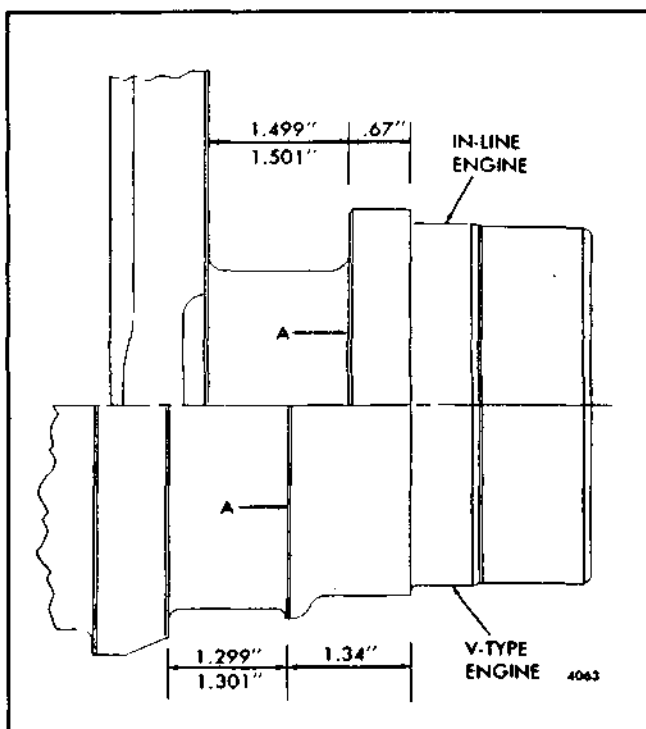 1.499″ .67″
1.501″
IN-LINE
ENGINE
A
A
1.299″ 1.34″
1.301″
V-TYPE
ENGINE 4063